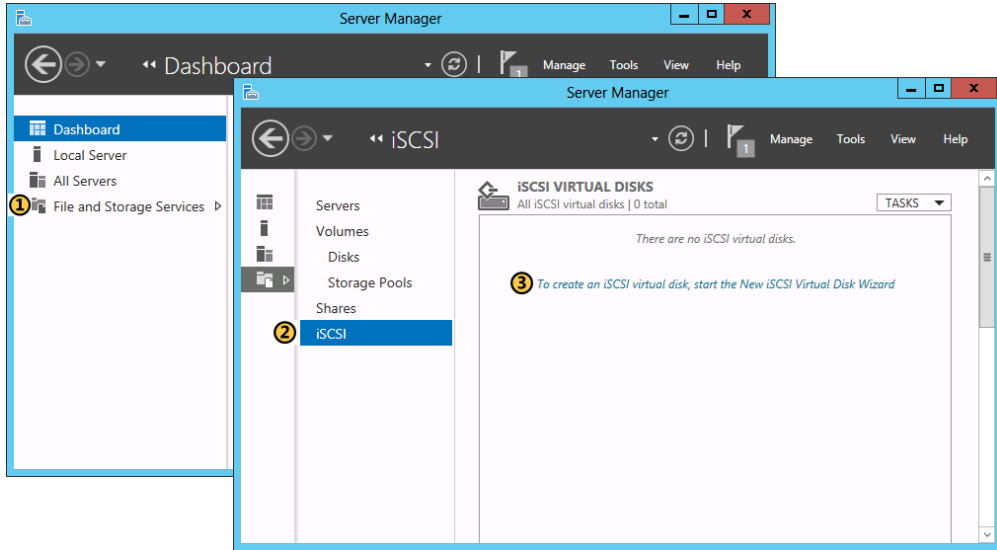 Server Manager
Dashboard
1
Manage Tools View Help
Dashboard
Local Server
All Servers
1 File and Storage Services
Server Manager
iSCSI
1
Manage Tools View Help
Servers
Volumes
Disks
Storage Pools
Shares
2 iSCSI
iSCSI VIRTUAL DISKS
All iSCSI virtual disks | 0 total
TASKS
There are no iSCSI virtual disks.
3 To create an iSCSI virtual disk, start the New iSCSI Virtual Disk Wizard